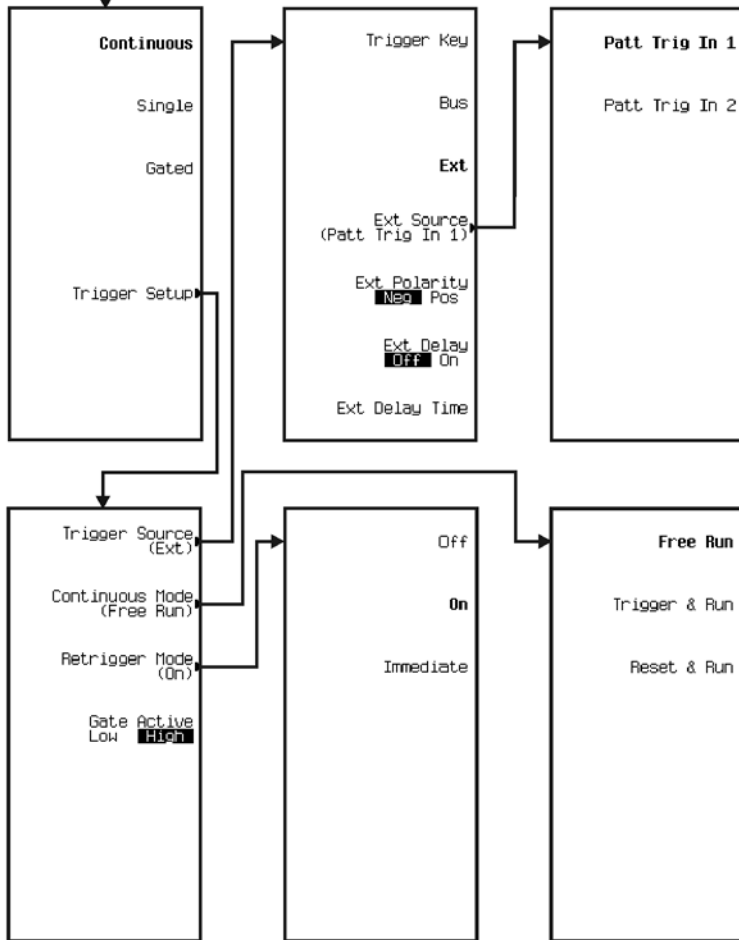 Continuous
Single
Gated
Trigger Setup
Trigger Key
Bus
Ext
Ext Source
(Patt Trig In 1)
Ext Polarity
Neg Pos
Ext Delay
Off On
Ext Delay Time
Patt Trig In 1
Patt Trig In 2
Trigger Source
(Ext)
Continuous Mode
(Free Run)
Retrigger Mode
(On)
Gate Active
Low High
Off
On
Immediate
Free Run
Trigger & Run
Reset & Run